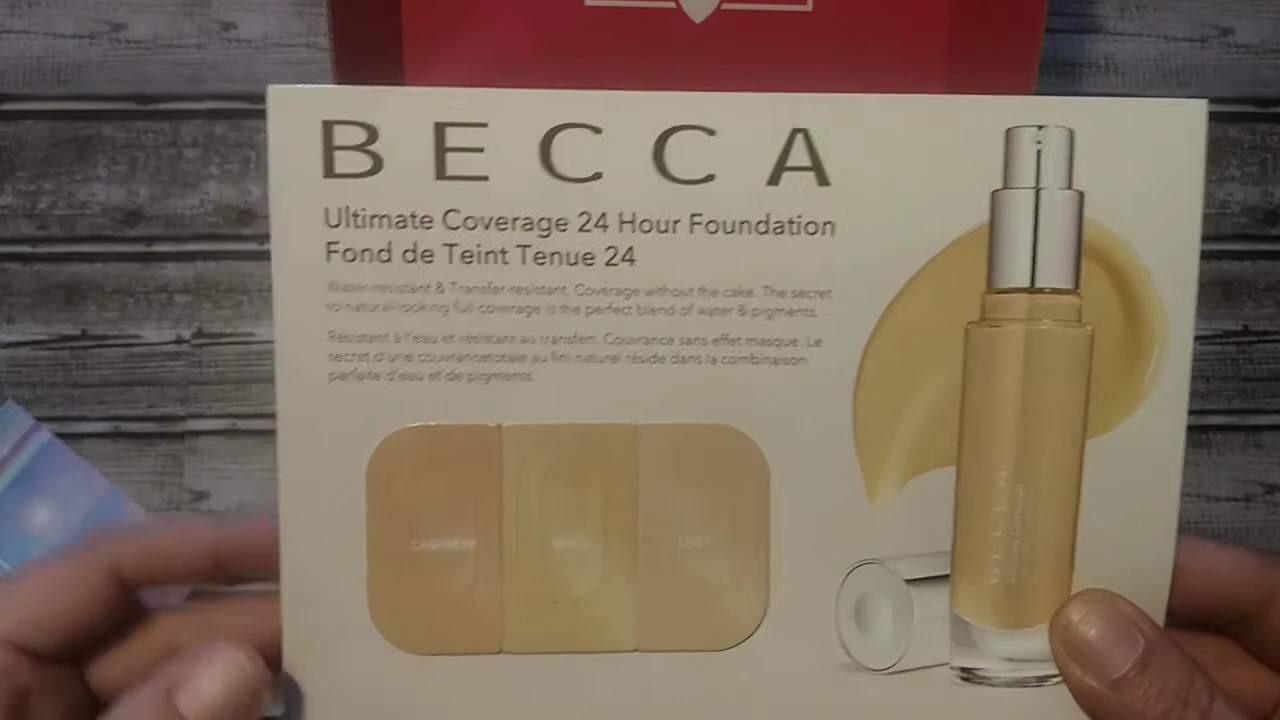 BECCA
Ultimate Coverage 24 Hour Foundation
Fond de Teint Tenue 24
Water-resistant & Transfer-resistant. Coverage without the cake. The secret
to natural-looking full-coverage is the perfect blend of water & pigments.
Résistant à l'eau et résistant au transfert. Couvrance sans effet masque. Le
secret d'une couvrance totale au fini naturel réside dans la combinaison
parfaite d'eau et de pigments.
CASHMERE
BECCA
Ultimate Coverage